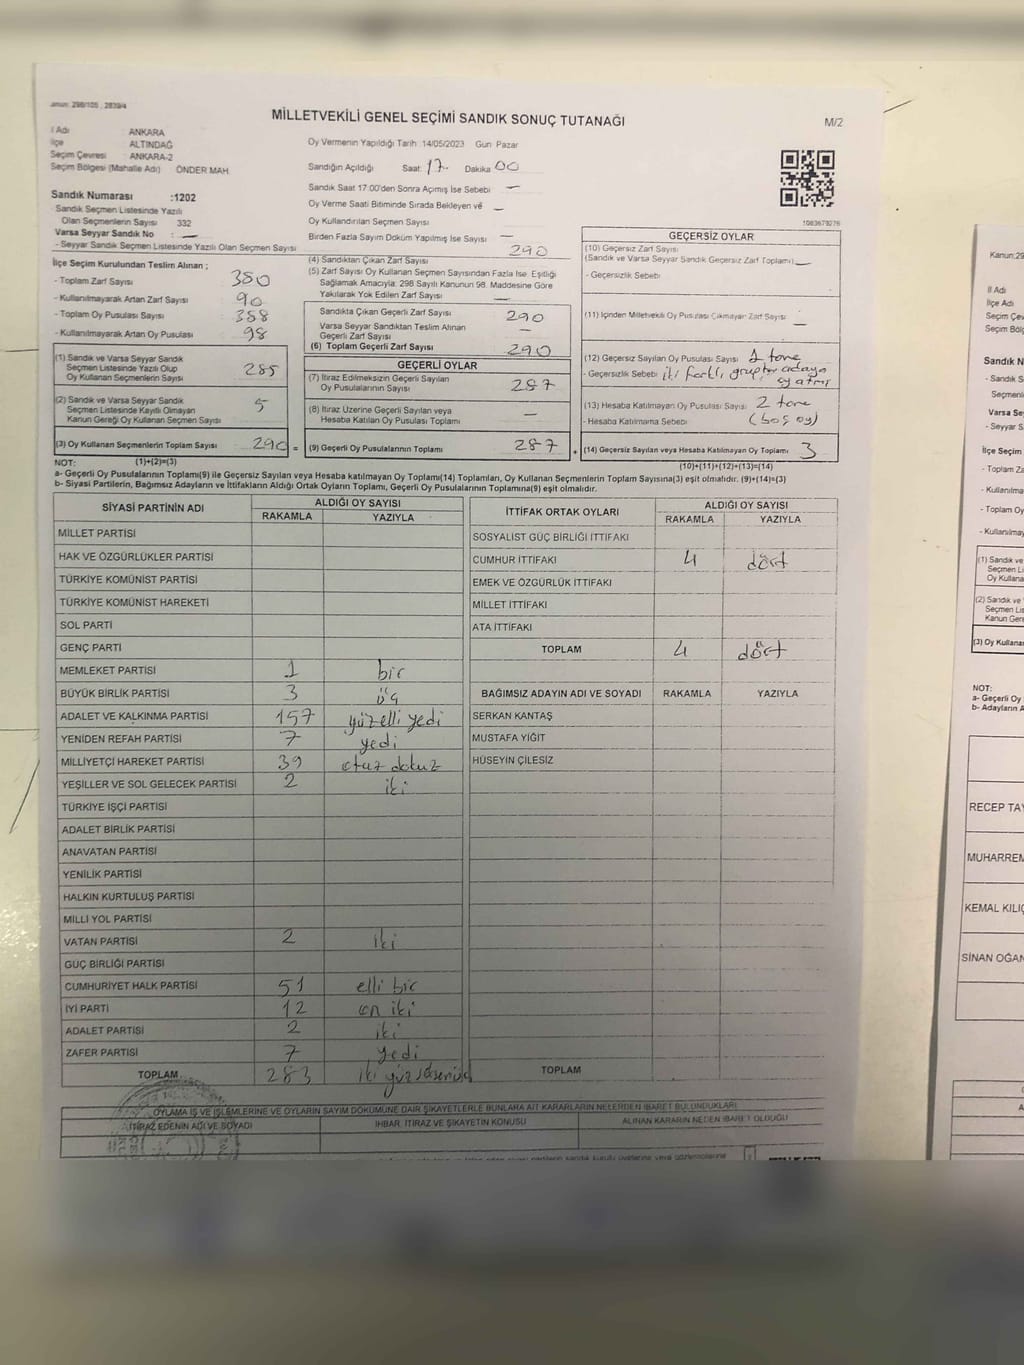 Kanun: 298/105 , 2839/4
MİLLETVEKİLİ GENEL SEÇİMİ SANDIK SONUÇ TUTANAĞI
M/2
İl Adı ANKARA
İlçe ALTINDAĞ
Seçim Çevresi ANKARA-2
Seçim Bölgesi (Mahalle Adı) ÖNDER MAH.
Oy Vermenin Yapıldığı Tarih: 14/05/2023 Gün Pazar
Sandığın Açıldığı Saat: 17 Dakika 00
Sandık Saat 17:00'den Sonra Açımış İse Sebebi —
Oy Verme Saati Bitiminde Sırada Bekleyen ve —
Oy Kullandırılan Seçmen Sayısı
Birden Fazla Sayım Döküm Yapılmış İse Sayısı —
1083679276
Sandık Numarası :1202
Sandık Seçmen Listesinde Yazılı
Olan Seçmenlerin Sayısı 332
Varsa Seyyar Sandık No : —
- Seyyar Sandık Seçmen Listesinde Yazılı Olan Seçmen Sayısı
İlçe Seçim Kurulundan Teslim Alınan ;
- Toplam Zarf Sayısı 380
- Kullanılmayarak Artan Zarf Sayısı 90
- Toplam Oy Pusulası Sayısı 388
- Kullanılmayarak Artan Oy Pusulası 98
(1) Sandık ve Varsa Seyyar Sandık
Seçmen Listesinde Yazılı Olup
Oy Kullanan Seçmenlerin Sayısı 285
(2) Sandık ve Varsa Seyyar Sandık
Seçmen Listesinde Kayıtlı Olmayan
Kanun Gereği Oy Kullanan Seçmen Sayısı 5
(3) Oy Kullanan Seçmenlerin Toplam Sayısı 290 =
(1)+(2)=(3)
(4) Sandıktan Çıkan Zarf Sayısı 290
(5) Zarf Sayısı Oy Kullanan Seçmen Sayısından Fazla İse, Eşitliği
Sağlamak Amacıyla; 298 Sayılı Kanunun 98. Maddesine Göre
Yakılarak Yok Edilen Zarf Sayısı —
Sandıkta Çıkan Geçerli Zarf Sayısı 290
Varsa Seyyar Sandıktan Teslim Alınan
Geçerli Zarf Sayısı —
(6) Toplam Geçerli Zarf Sayısı 290
GEÇERLİ OYLAR
(7) İtiraz Edilmeksizin Geçerli Sayılan
Oy Pusulalarının Sayısı 287
(8) İtiraz Üzerine Geçerli Sayılan veya
Hesaba Katılan Oy Pusulası Toplamı —
(9) Geçerli Oy Pusulalarının Toplamı 287 +
GEÇERSİZ OYLAR
(10) Geçersiz Zarf Sayısı
(Sandık ve Varsa Seyyar Sandık Geçersiz Zarf Toplamı) —
- Geçersizlik Sebebi
(11) İçinden Milletvekili Oy Pusulası Çıkmayan Zarf Sayısı —
(12) Geçersiz Sayılan Oy Pusulası Sayısı 1 tane
- Geçersizlik Sebebi iki farklı
(13) Hesaba Katılmayan Oy Pusulası Sayısı 2 tane
- Hesaba Katılmama Sebebi (boş oy)
(14) Geçersiz Sayılan veya Hesaba Katılmayan Oy Toplamı 3
(10)+(11)+(12)+(13)=(14)
NOT:
a- Geçerli Oy Pusulalarının Toplamı(9) ile Geçersiz Sayılan veya Hesaba katılmayan Oy Toplamı(14) Toplamları, Oy Kullanan Seçmenlerin Toplam Sayısına(3) eşit olmalıdır. (9)+(14)=(3)
b- Siyasi Partilerin, Bağımsız Adayların ve İttifakların Aldığı Ortak Oyların Toplamı, Geçerli Oy Pusulalarının Toplamına(9) eşit olmalıdır.
SİYASİ PARTİNİN ADI ALDIĞI OY SAYISI
RAKAMLA YAZIYLA
MİLLET PARTİSİ
HAK VE ÖZGÜRLÜKLER PARTİSİ
TÜRKİYE KOMÜNİST PARTİSİ
TÜRKİYE KOMÜNİST HAREKETİ
SOL PARTİ
GENÇ PARTİ
MEMLEKET PARTİSİ 1 bir
BÜYÜK BİRLİK PARTİSİ 3 üç
ADALET VE KALKINMA PARTİSİ 157 yüzelli yedi
YENİDEN REFAH PARTİSİ 7 yedi
MİLLİYETÇİ HAREKET PARTİSİ 39 otuz dokuz
YEŞİLLER VE SOL GELECEK PARTİSİ 2 iki
TÜRKİYE İŞÇİ PARTİSİ
ADALET BİRLİK PARTİSİ
ANAVATAN PARTİSİ
YENİLİK PARTİSİ
HALKIN KURTULUŞ PARTİSİ
MİLLİ YOL PARTİSİ
VATAN PARTİSİ 2 iki
GÜÇ BİRLİĞİ PARTİSİ
CUMHURİYET HALK PARTİSİ 51 elli bir
İYİ PARTİ 12 on iki
ADALET PARTİSİ 2 iki
ZAFER PARTİSİ 7 yedi
TOPLAM 283 iki yüz
İTTİFAK ORTAK OYLARI ALDIĞI OY SAYISI
RAKAMLA YAZIYLA
SOSYALİST GÜÇ BİRLİĞİ İTTİFAKI
CUMHUR İTTİFAKI 4 dört
EMEK VE ÖZGÜRLÜK İTTİFAKI
MİLLET İTTİFAKI
ATA İTTİFAKI
TOPLAM 4 dört
BAĞIMSIZ ADAYIN ADI VE SOYADI RAKAMLA YAZIYLA
SERKAN KANTAŞ
MUSTAFA YİĞİT
HÜSEYİN ÇİLESİZ
TOPLAM
OYLAMA İŞ VE İŞLEMLERİNE VE OYLARIN SAYIM DÖKÜMÜNE DAİR ŞİKAYETLERLE BUNLARA AİT KARARLARIN NELERDEN İBARET BULUNDUKLARI
İTİRAZ EDENİN ADI VE SOYADI İHBAR, İTİRAZ VE ŞİKAYETİN KONUSU ALINAN KARARIN NEDEN İBARET OLDUĞU
Kanun:29
İl Adı
İlçe Adı
Seçim Çev
Seçim Böl
Sandık N
- Sandık S
Seçmenl
Varsa Se
- Seyyar S
İlçe Seçim
- Toplam Za
- Kullanılma
- Toplam Oy
- Kullanılmay
(1) Sandık ve
Seçmen Li
Oy Kullana
(2) Sandık ve
Seçmen Lis
Kanun Gere
(3) Oy Kullana
NOT:
a- Geçerli Oy
b- Adayların A
RECEP TAY
MUHARREM
KEMAL KILIÇ
SİNAN OĞAN